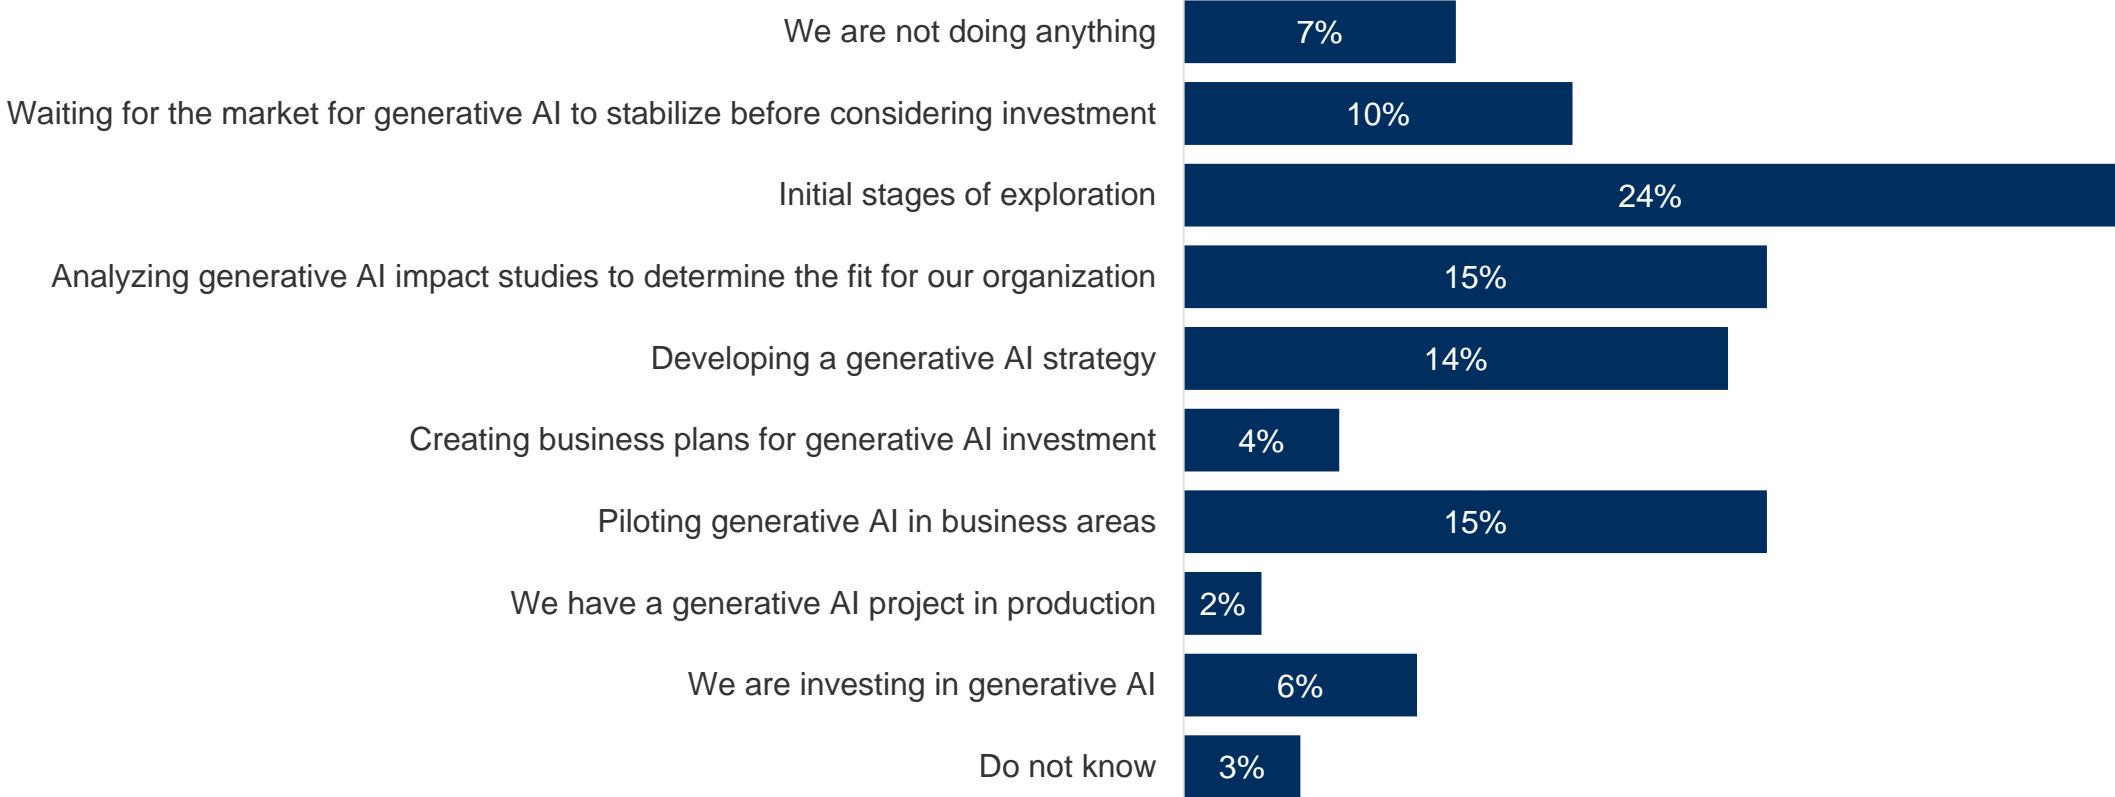 We are not doing anything 7%
Waiting for the market for generative AI to stabilize before considering investment 10%
Initial stages of exploration 24%
Analyzing generative AI impact studies to determine the fit for our organization 15%
Developing a generative AI strategy 14%
Creating business plans for generative AI investment 4%
Piloting generative AI in business areas 15%
We have a generative AI project in production 2%
We are investing in generative AI 6%
Do not know 3%